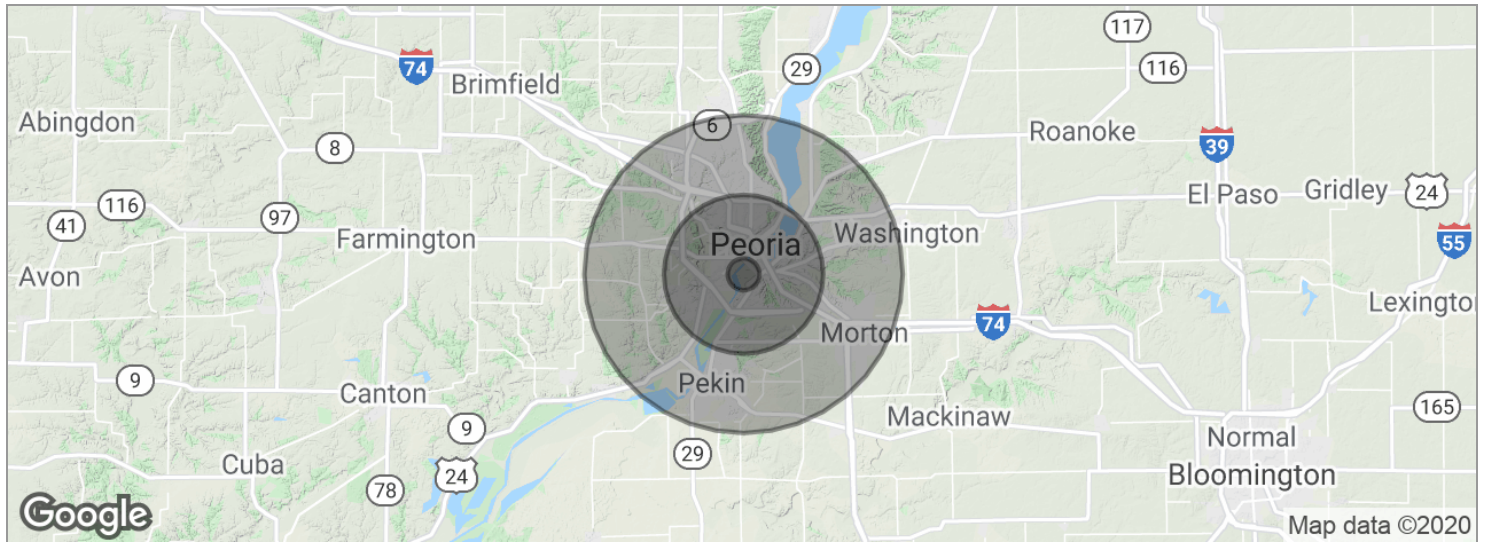 117
29
116
74
Brimfield
Abingdon
6
8
Roanoke
39
El Paso
Gridley
24
116
97
41
Farmington
Peoria
Washington
55
Avon
Lexingto
74
Morton
9
Canton
Pekin
Mackinaw
165
9
Normal
29
Cuba
24
Bloomington
78
Google
Map data ©2020